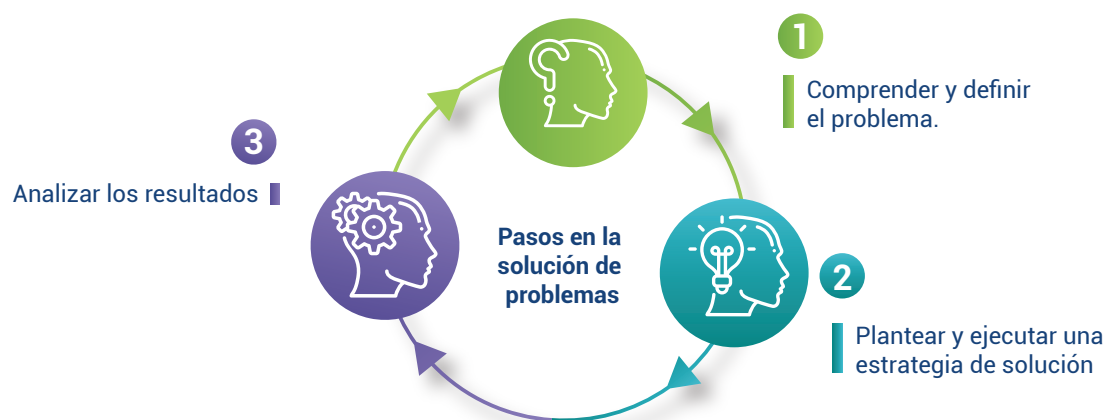 Pasos en la
solución de
problemas
1
Comprender y definir
el problema.
2
Plantear y ejecutar una
estrategia de solución
3
Analizar los resultados